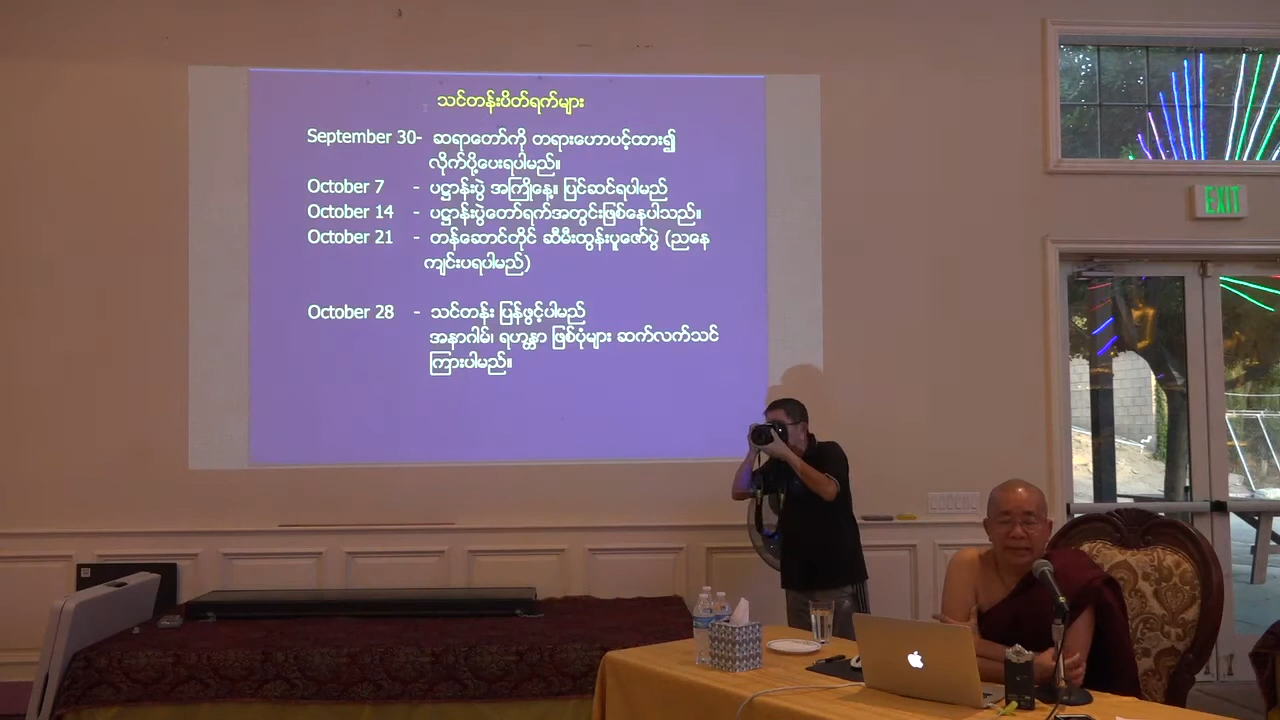 သင်တန်းပိတ်ရက်များ
September 30- ဆရာတော်ကို တရားဟောပင့်ထား၍
လိုက်ပို့ပေးရပါမည်။
October 7 - ပဋ္ဌာန်းပွဲ အကြိုနေ့။ ပြင်ဆင်ရပါမည်
October 14 - ပဋ္ဌာန်းပွဲတော်ရက်အတွင်းဖြစ်နေပါသည်။
October 21 - တန်ဆောင်တိုင် ဆီမီးထွန်းပူဇော်ပွဲ (ညနေ
ကျင်းပရပါမည်)
October 28 - သင်တန်း ပြန်ဖွင့်ပါမည်
အနာဂါမ်၊ ရဟန္တာ ဖြစ်ပုံများ ဆက်လက်သင်
ကြားပါမည်။
EXIT